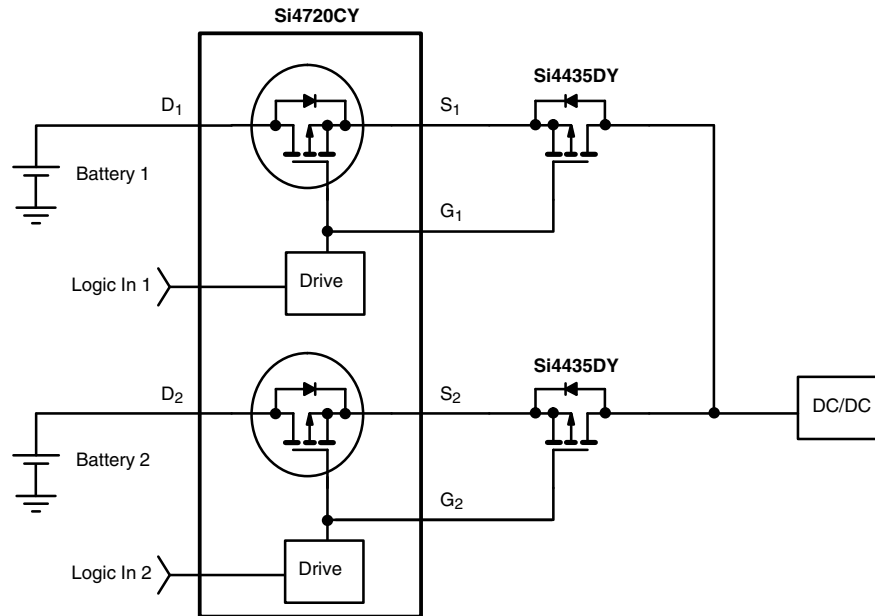 Si4720CY
Si4435DY
D1
S1
Battery 1
G1
Logic In 1
Drive
Si4435DY
D2
S2
DC/DC
Battery 2
G2
Logic In 2
Drive